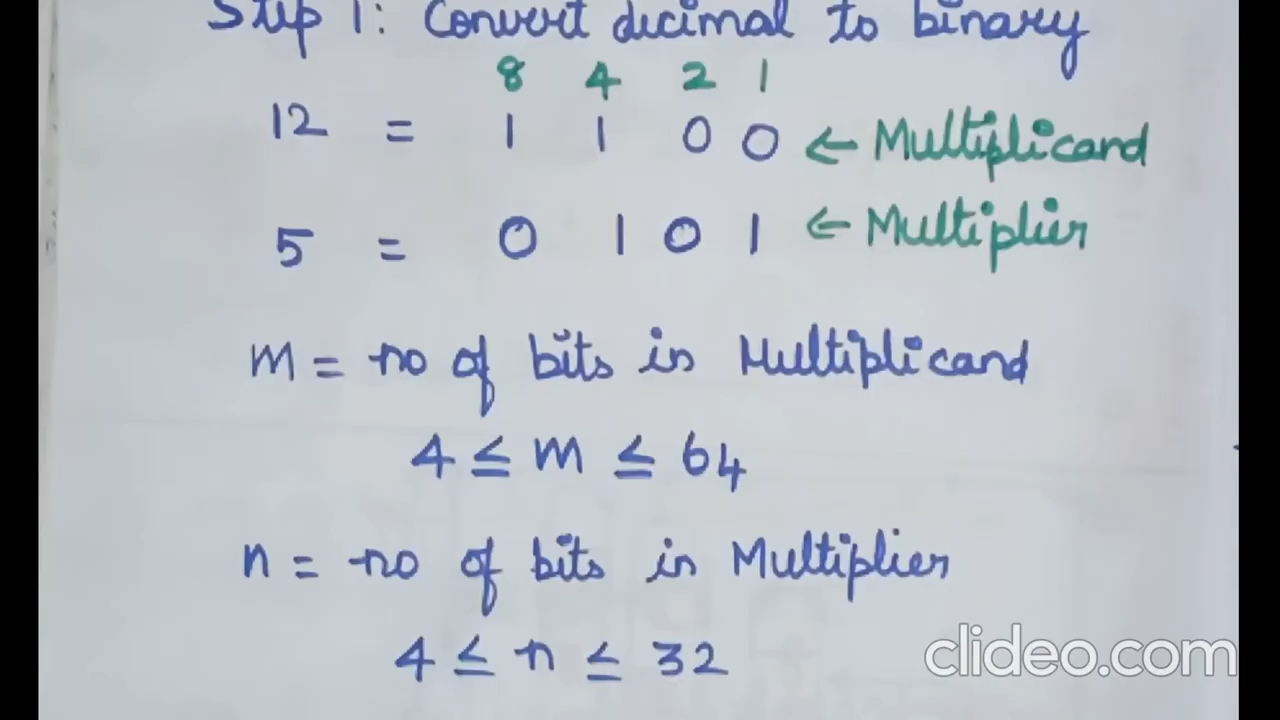 Step 1: Convert decimal to binary
8 4 2 1
12 = 1 1 0 0 ← Multiplicand
5 = 0 1 0 1 ← Multiplier
m = no of bits in Multiplicand
4 ≤ m ≤ 64
n = no of bits in Multiplier
4 ≤ n ≤ 32
clideo.com